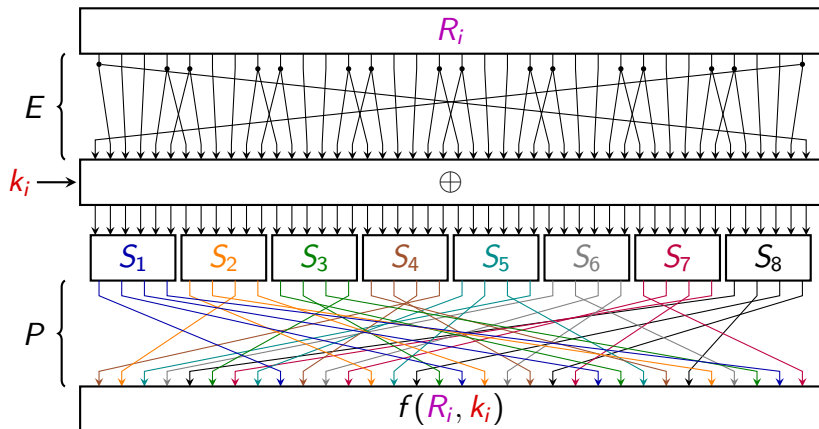 R_i
E
k_i
⊕
S_1 S_2 S_3 S_4 S_5 S_6 S_7 S_8
P
f(R_i, k_i)